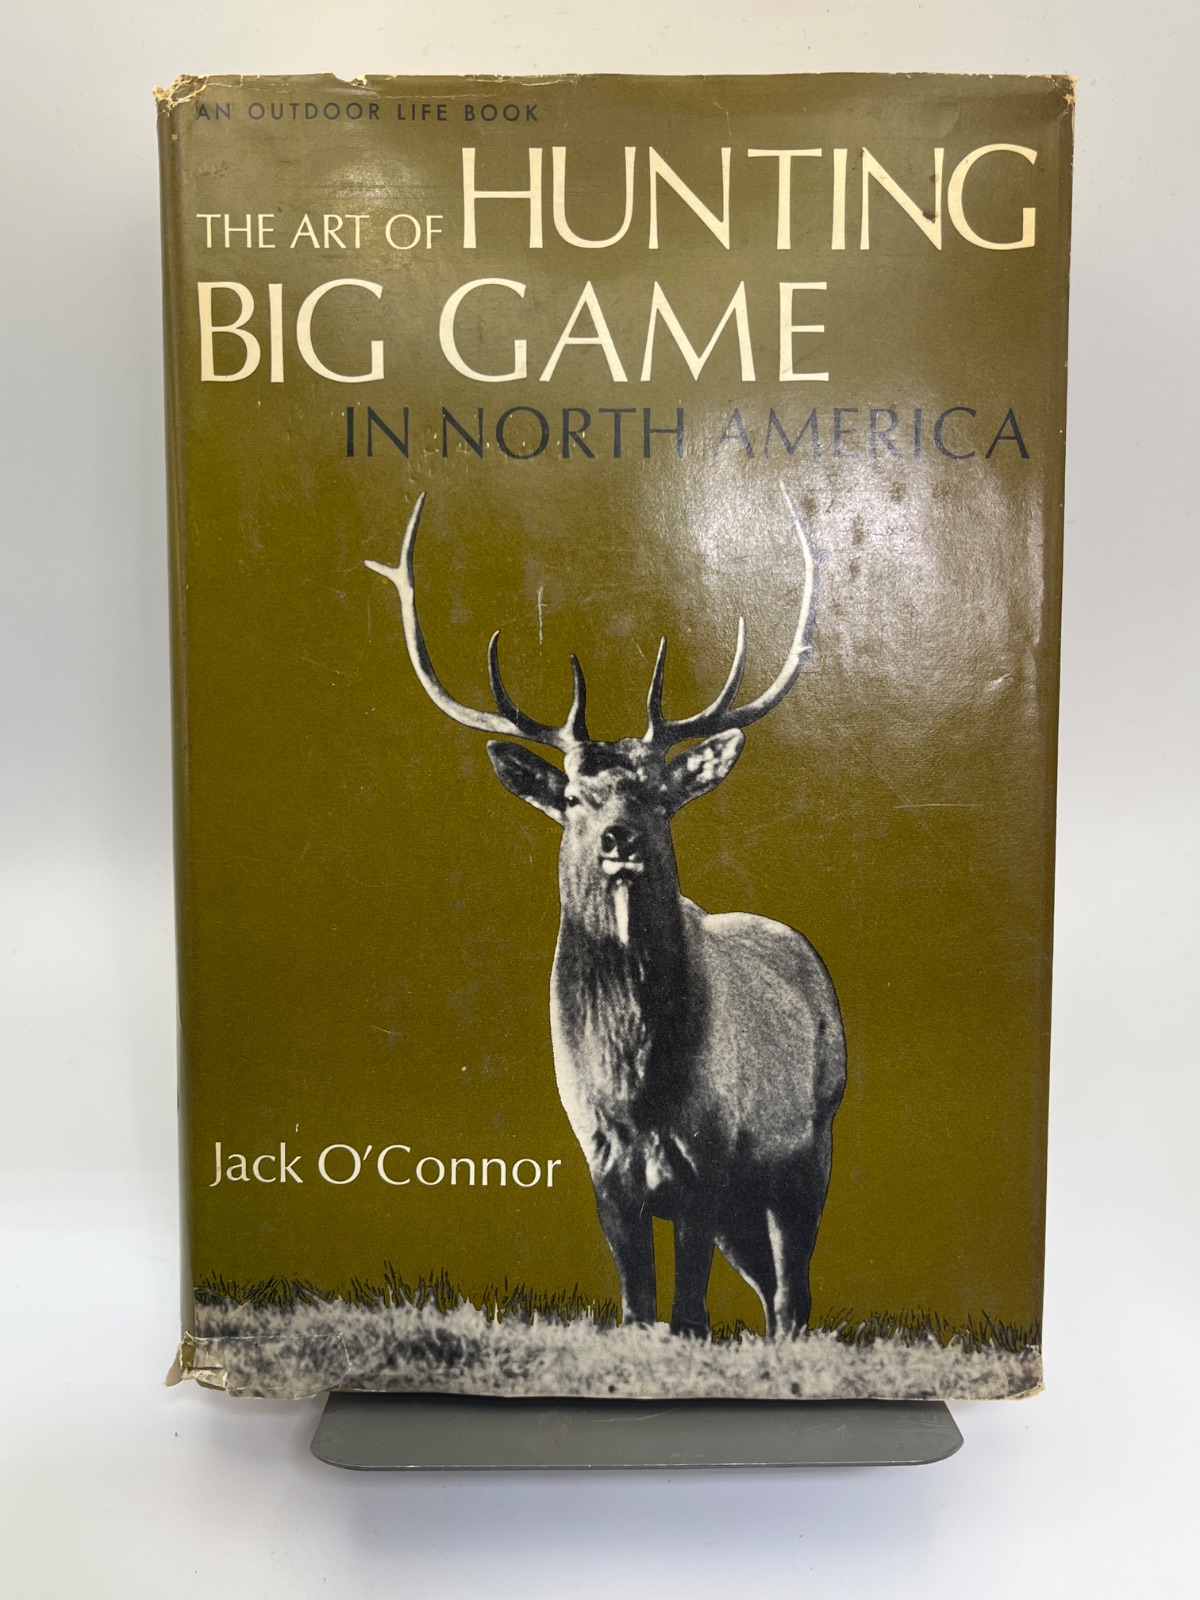 AN OUTDOOR LIFE BOOK
THE ART OF HUNTING
BIG GAME
IN NORTH AMERICA
Jack O'Connor